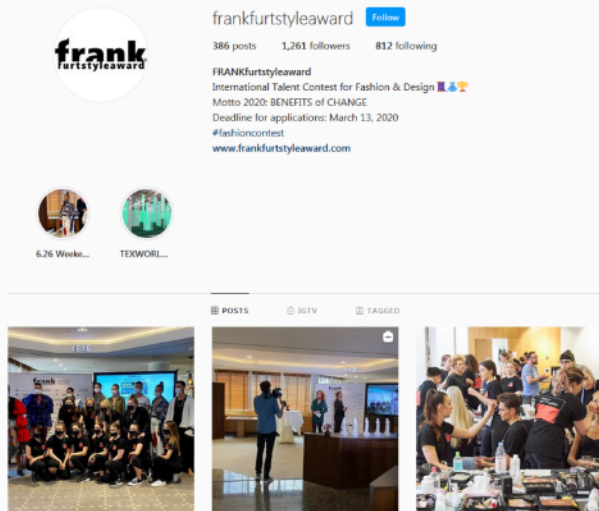 frankfurtstyleaward Follow
386 posts 1,261 followers 812 following
frank
furtstyleaward
FRANKfurtstyleaward
International Talent Contest for Fashion & Design 🧵👗🏆
Motto 2020: BENEFITS of CHANGE
Deadline for applications: March 13, 2020
#fashioncontest
www.frankfurtstyleaward.com
6.26 Weeke... TEXWORL...
POSTS IGTV TAGGED
frank